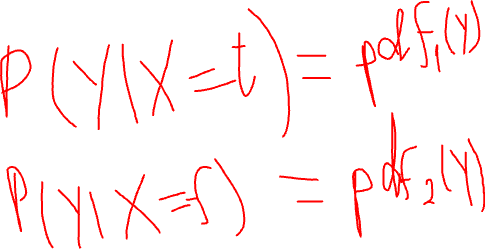 P(Y|X=t) = pdf₁(Y)
P(Y|X=f) = pdf₂(Y)